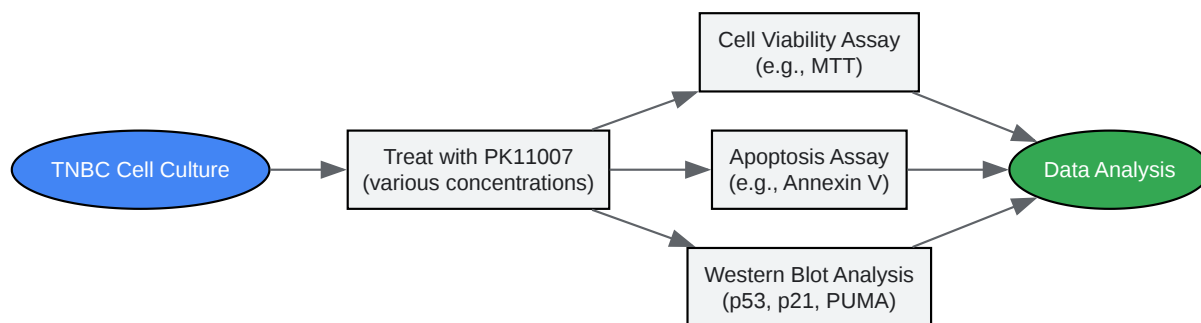 TNBC Cell Culture
Treat with PK11007
(various concentrations)
Cell Viability Assay
(e.g., MTT)
Apoptosis Assay
(e.g., Annexin V)
Western Blot Analysis
(p53, p21, PUMA)
Data Analysis